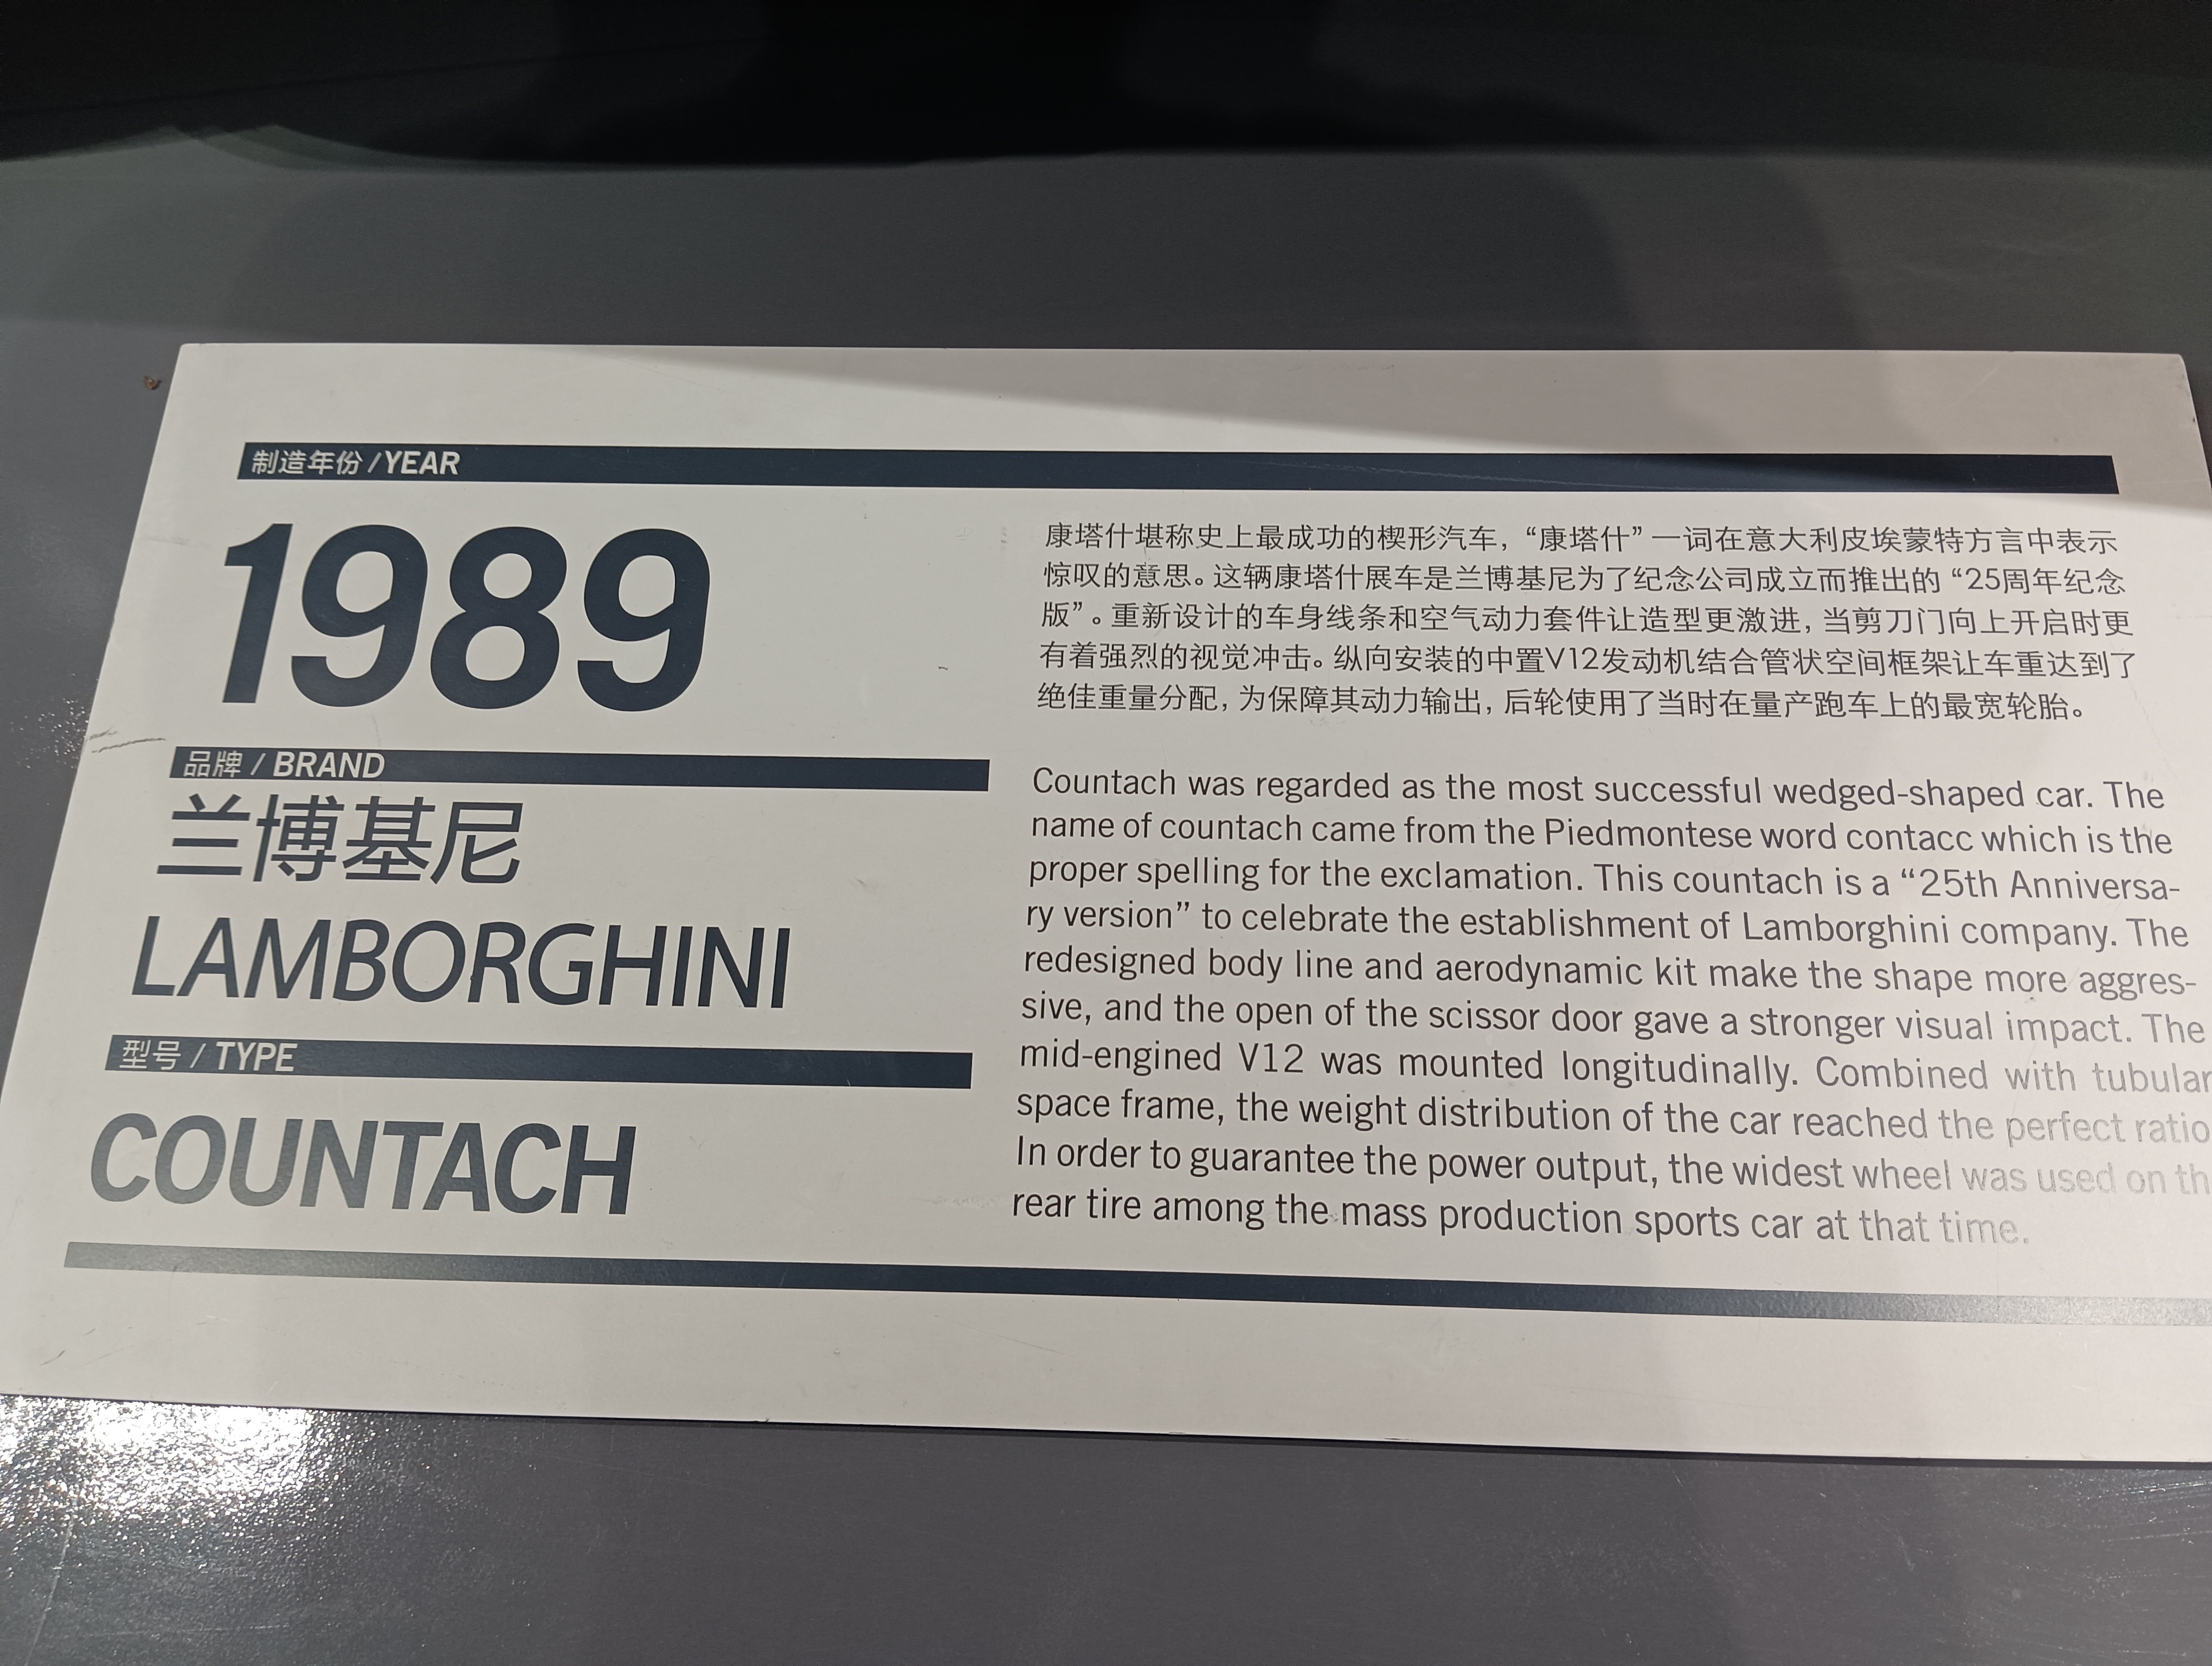 制造年份 / YEAR
1989
品牌 / BRAND
兰博基尼
LAMBORGHINI
型号 / TYPE
COUNTACH
康塔什堪称史上最成功的楔形汽车，“康塔什”一词在意大利皮埃蒙特方言中表示
惊叹的意思。这辆康塔什展车是兰博基尼为了纪念公司成立而推出的“25周年纪念
版”。重新设计的车身线条和空气动力套件让造型更激进，当剪刀门向上开启时更
有着强烈的视觉冲击。纵向安装的中置V12发动机结合管状空间框架让车重达到了
绝佳重量分配，为保障其动力输出，后轮使用了当时在量产跑车上的最宽轮胎。
Countach was regarded as the most successful wedged-shaped car. The
name of countach came from the Piedmontese word contacc which is the
proper spelling for the exclamation. This countach is a “25th Anniversa-
ry version” to celebrate the establishment of Lamborghini company. The
redesigned body line and aerodynamic kit make the shape more aggres-
sive, and the open of the scissor door gave a stronger visual impact. The
mid-engined V12 was mounted longitudinally. Combined with tubular
space frame, the weight distribution of the car reached the perfect ratio
In order to guarantee the power output, the widest wheel was used on th
rear tire among the mass production sports car at that time.